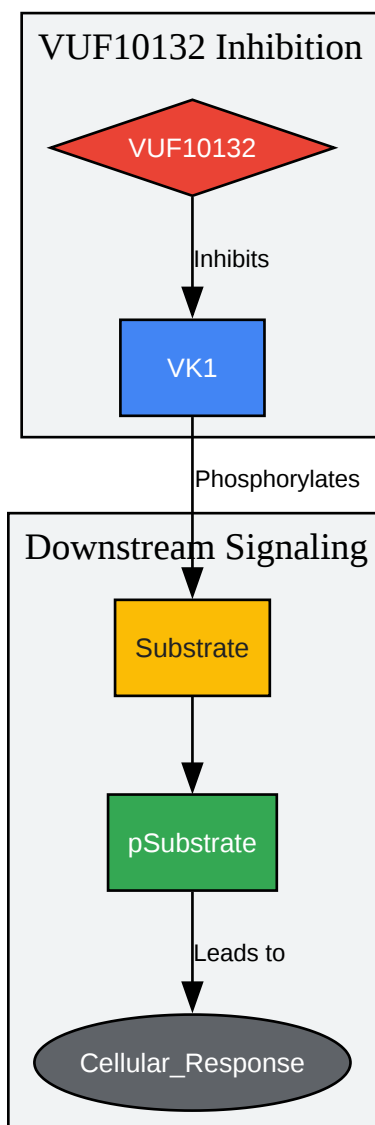 VUF10132 Inhibition
VUF10132
Inhibits
VK1
Phosphorylates
Downstream Signaling
Substrate
pSubstrate
Leads to
Cellular_Response